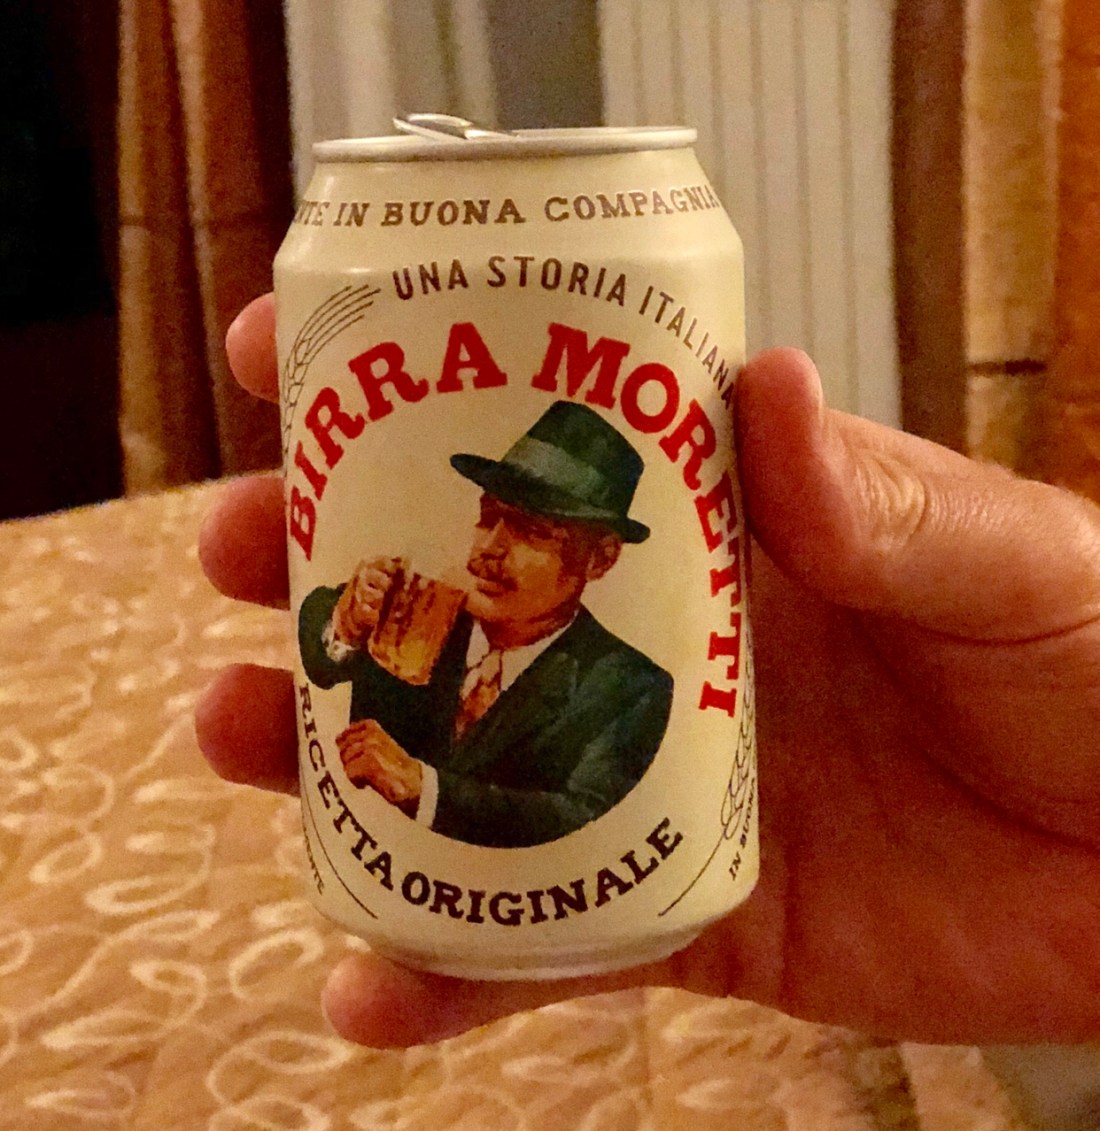 IN BUONA COMPAGNIA
UNA STORIA ITALIANA
BIRRA MORETTI
RICETTA ORIGINALE
IN BUONA